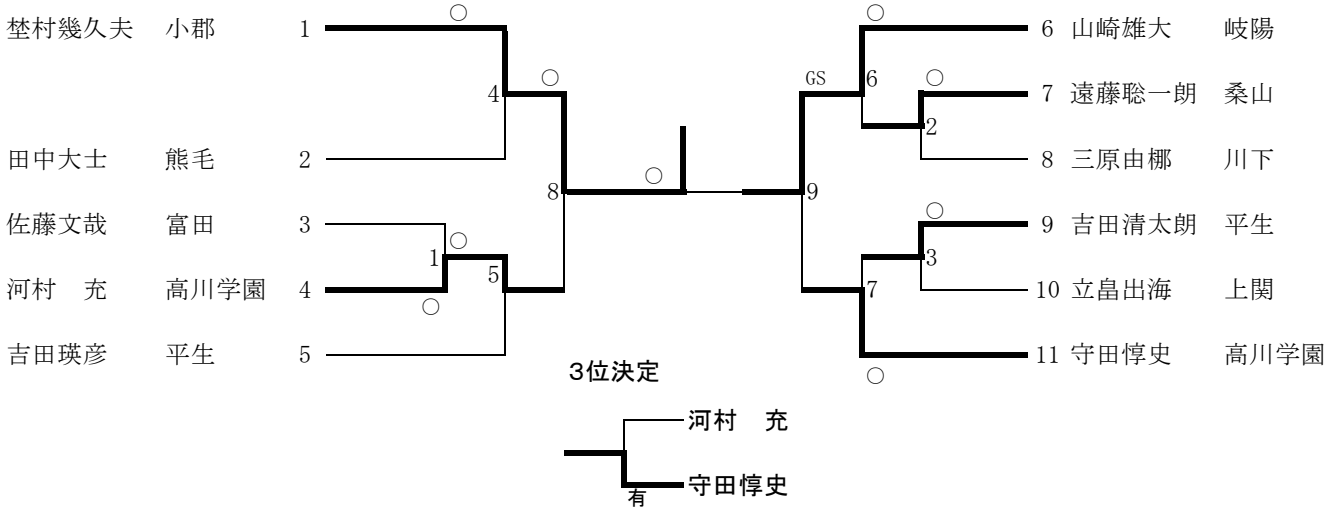 ○ ○
埜村幾久夫 小郡 1 6 山崎雄大 岐陽
4 ○ GS 6 ○ 7 遠藤聡一朗 桑山
2
田中大士 熊毛 2 8 三原由梛 川下
8 ○ 9
佐藤文哉 富田 3 ○ 9 吉田清太朗 平生
1 ○ 5 3
河村 充 高川学園 4 7 10 立畠出海 上関
○
吉田瑛彦 平生 5 11 守田惇史 高川学園
3位決定 ○
河村 充
守田惇史
有